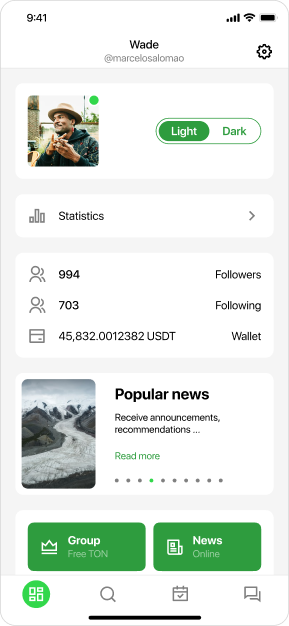 9:41
Wade
@marcelosalomao
Light Dark
Statistics
994 Followers
703 Following
45,832.0012382 USDT Wallet
Popular news
Receive announcements,
recommendations ...
Read more
Group
Free TON
News
Online